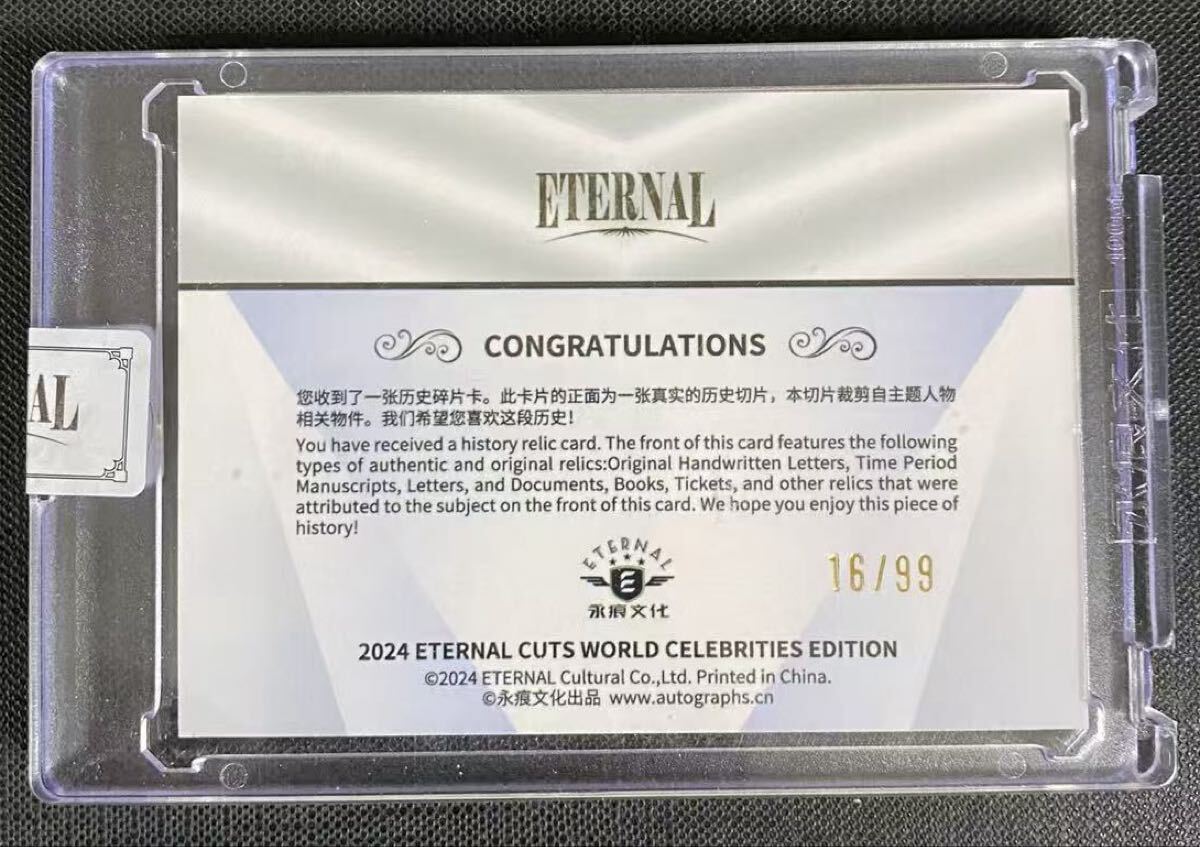 ETERNAL
CONGRATULATIONS
您收到了一张历史碎片卡。此卡片的正面为一张真实的历史切片，本切片裁剪自主题人物
相关物件。我们希望您喜欢这段历史！
You have received a history relic card. The front of this card features the following
types of authentic and original relics:Original Handwritten Letters, Time Period
Manuscripts, Letters, and Documents, Books, Tickets, and other relics that were
attributed to the subject on the front of this card. We hope you enjoy this piece of
history!
AL
ETERNAL
E
永痕文化
16/99
2024 ETERNAL CUTS WORLD CELEBRITIES EDITION
©2024 ETERNAL Cultural Co.,Ltd. Printed in China.
©永痕文化出品 www.autographs.cn